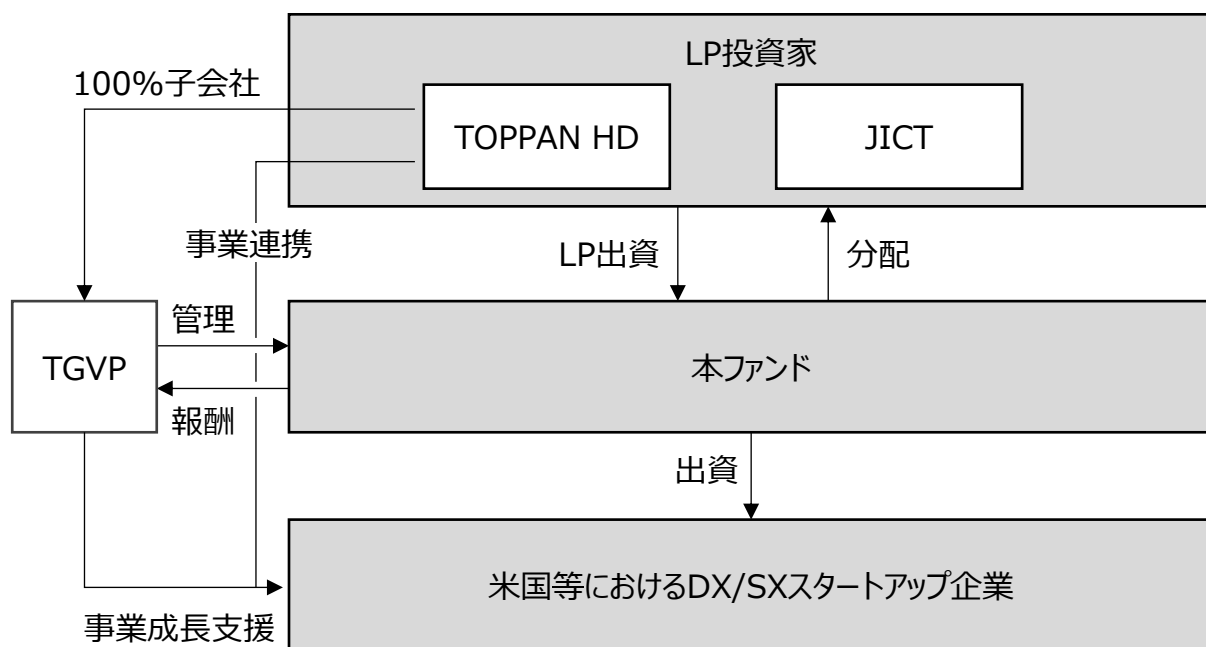 LP投資家
100%子会社
TOPPAN HD
JICT
事業連携
LP出資
分配
管理
TGVP
本ファンド
報酬
出資
米国等におけるDX/SXスタートアップ企業
事業成長支援